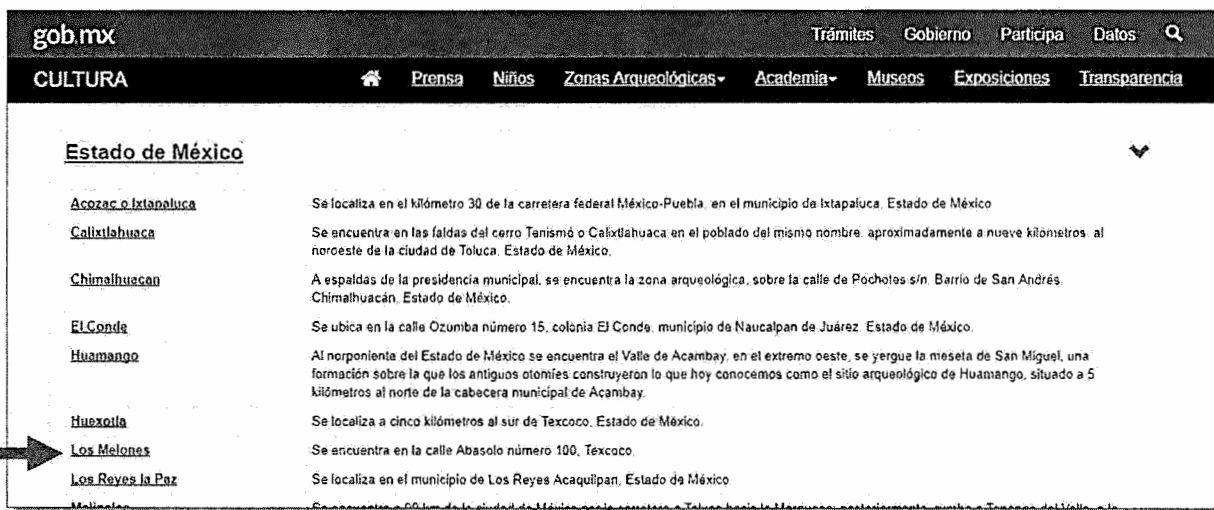 gob.mx Trámites Gobierno Participa Datos
CULTURA Prensa Niños Zonas Arqueológicas Academia Museos Exposiciones Transparencia
Estado de México
Acozac o Ixtapaluca Se localiza en el kilómetro 30 de la carretera federal México-Puebla, en el municipio de Ixtapaluca, Estado de México
Calixtlahuaca Se encuentra en las faldas del cerro Tenismó o Calixtlahuaca en el poblado del mismo nombre, aproximadamente a nueve kilómetros, al
noroeste de la ciudad de Toluca, Estado de México.
Chimalhuacan A espaldas de la presidencia municipal, se encuentra la zona arqueológica, sobre la calle de Pochotes s/n, Barrio de San Andrés,
Chimalhuacán, Estado de México.
El Conde Se ubica en la calle Ozumba número 15, colonia El Conde, municipio de Naucalpan de Juárez, Estado de México.
Huamango Al norponiente del Estado de México se encuentra el Valle de Acambay, en el extremo oeste, se yergue la meseta de San Miguel, una
formación sobre la que los antiguos otomíes construyeron lo que hoy conocemos como el sitio arqueológico de Huamango, situado a 5
kilómetros al norte de la cabecera municipal de Acambay.
Huexotla Se localiza a cinco kilómetros al sur de Texcoco, Estado de México.
Los Melones Se encuentra en la calle Abasolo número 100, Texcoco.
Los Reyes la Paz Se localiza en el municipio de Los Reyes Acaquilpan, Estado de México